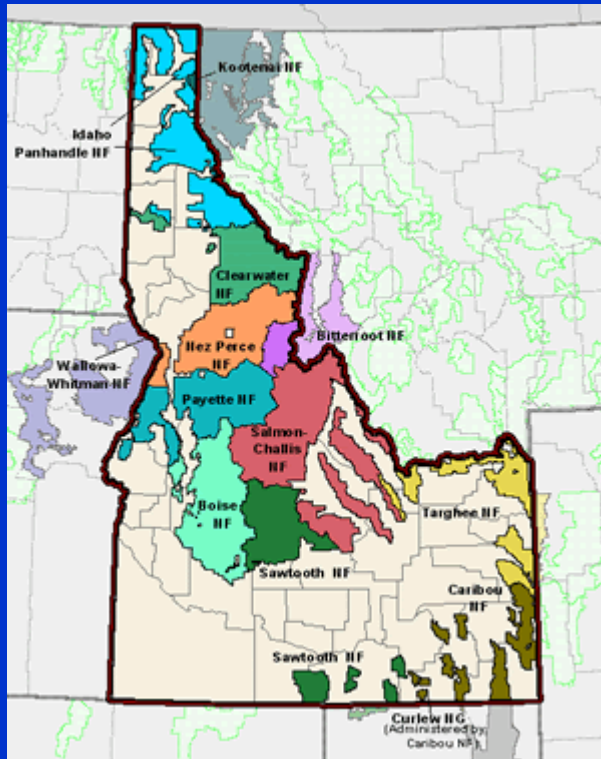 Kootenai NF
Idaho
Panhandle NF
Clearwater
NF
Nez Perce
NF
Bitterroot NF
Wallowa-
Whitman NF
Payette NF
Salmon-
Challis
NF
Boise
NF
Targhee NF
Sawtooth NF
Caribou
NF
Sawtooth NF
Curlew NG
(Administered by
Caribou NF)